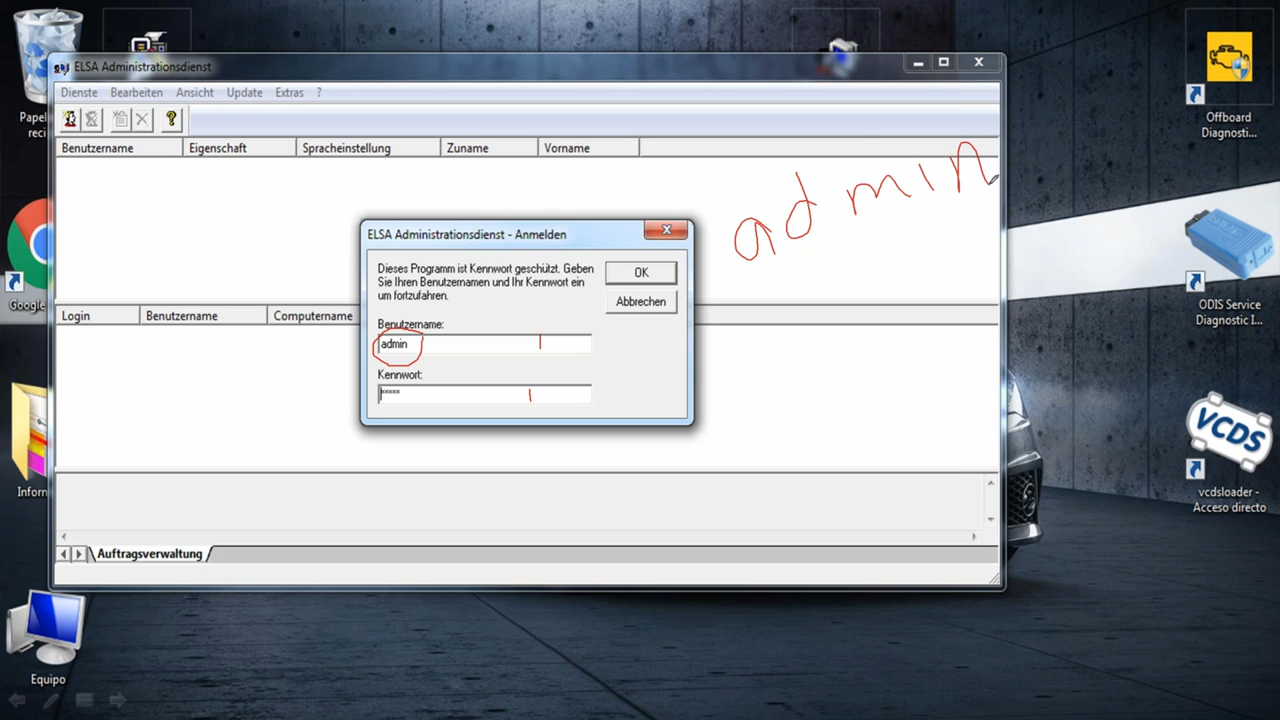 ELSA Administrationsdienst
Dienste Bearbeiten Ansicht Update Extras ?
Benutzername Eigenschaft Spracheinstellung Zuname Vorname
admin
ELSA Administrationsdienst - Anmelden
Dieses Programm ist Kennwort geschützt. Geben
Sie Ihren Benutzernamen und Ihr Kennwort ein
um fortzufahren.
OK
Abbrechen
Benutzername:
admin
Kennwort:
*****
Login Benutzername Computername
Auftragsverwaltung
Papel
reci
Google
Inform
Equipo
Offboard
Diagnosti...
ODIS Service
Diagnostic I...
VCDS
vcdsloader -
Acceso directo